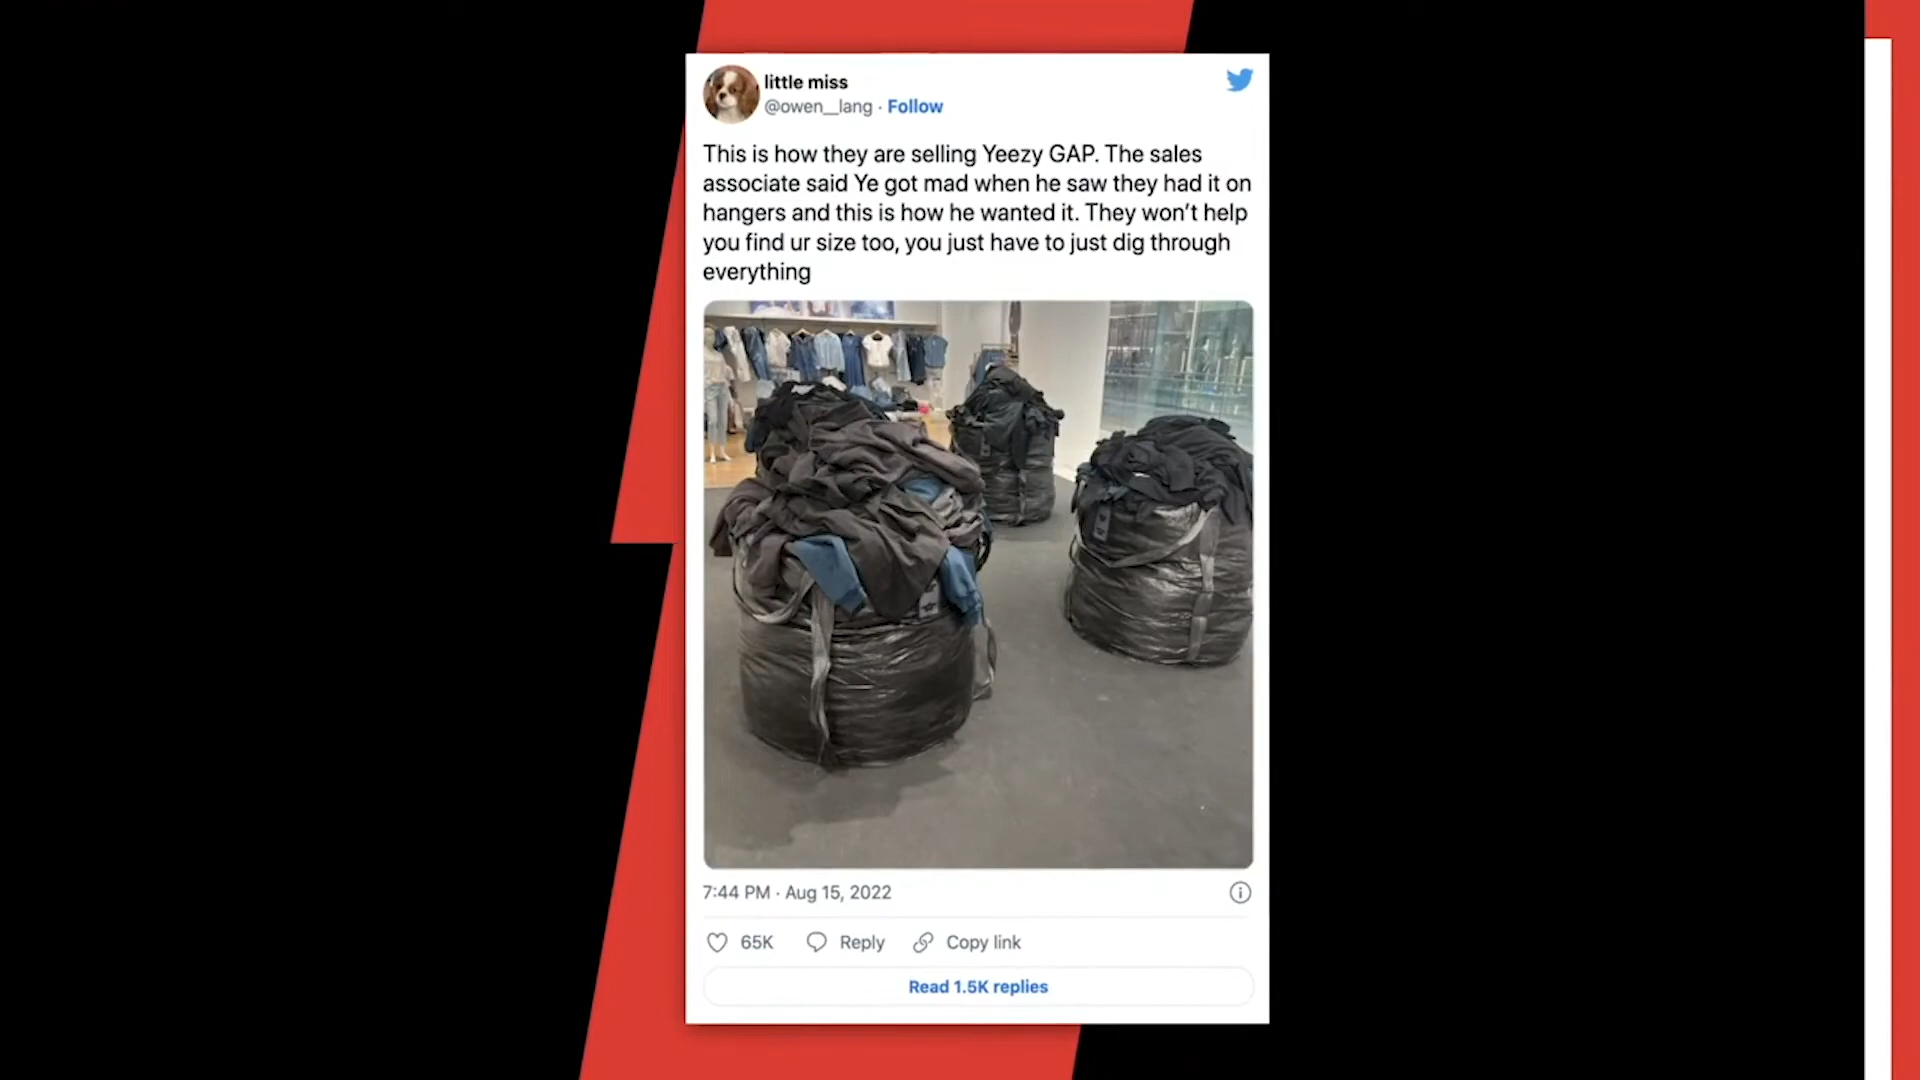 little miss
@owen__lang · Follow
This is how they are selling Yeezy GAP. The sales
associate said Ye got mad when he saw they had it on
hangers and this is how he wanted it. They won't help
you find ur size too, you just have to just dig through
everything
7:44 PM · Aug 15, 2022
65K Reply Copy link
Read 1.5K replies